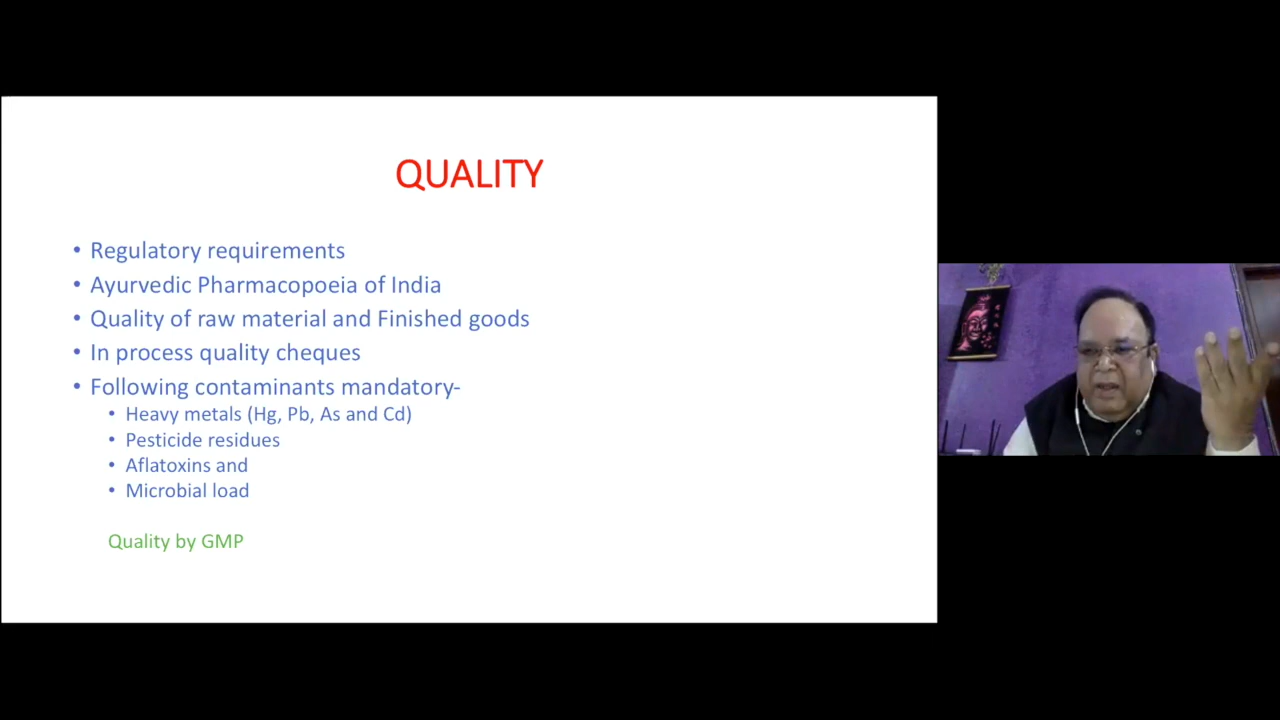 QUALITY
• Regulatory requirements
• Ayurvedic Pharmacopoeia of India
• Quality of raw material and Finished goods
• In process quality cheques
• Following contaminants mandatory-
• Heavy metals (Hg, Pb, As and Cd)
• Pesticide residues
• Aflatoxins and
• Microbial load
Quality by GMP